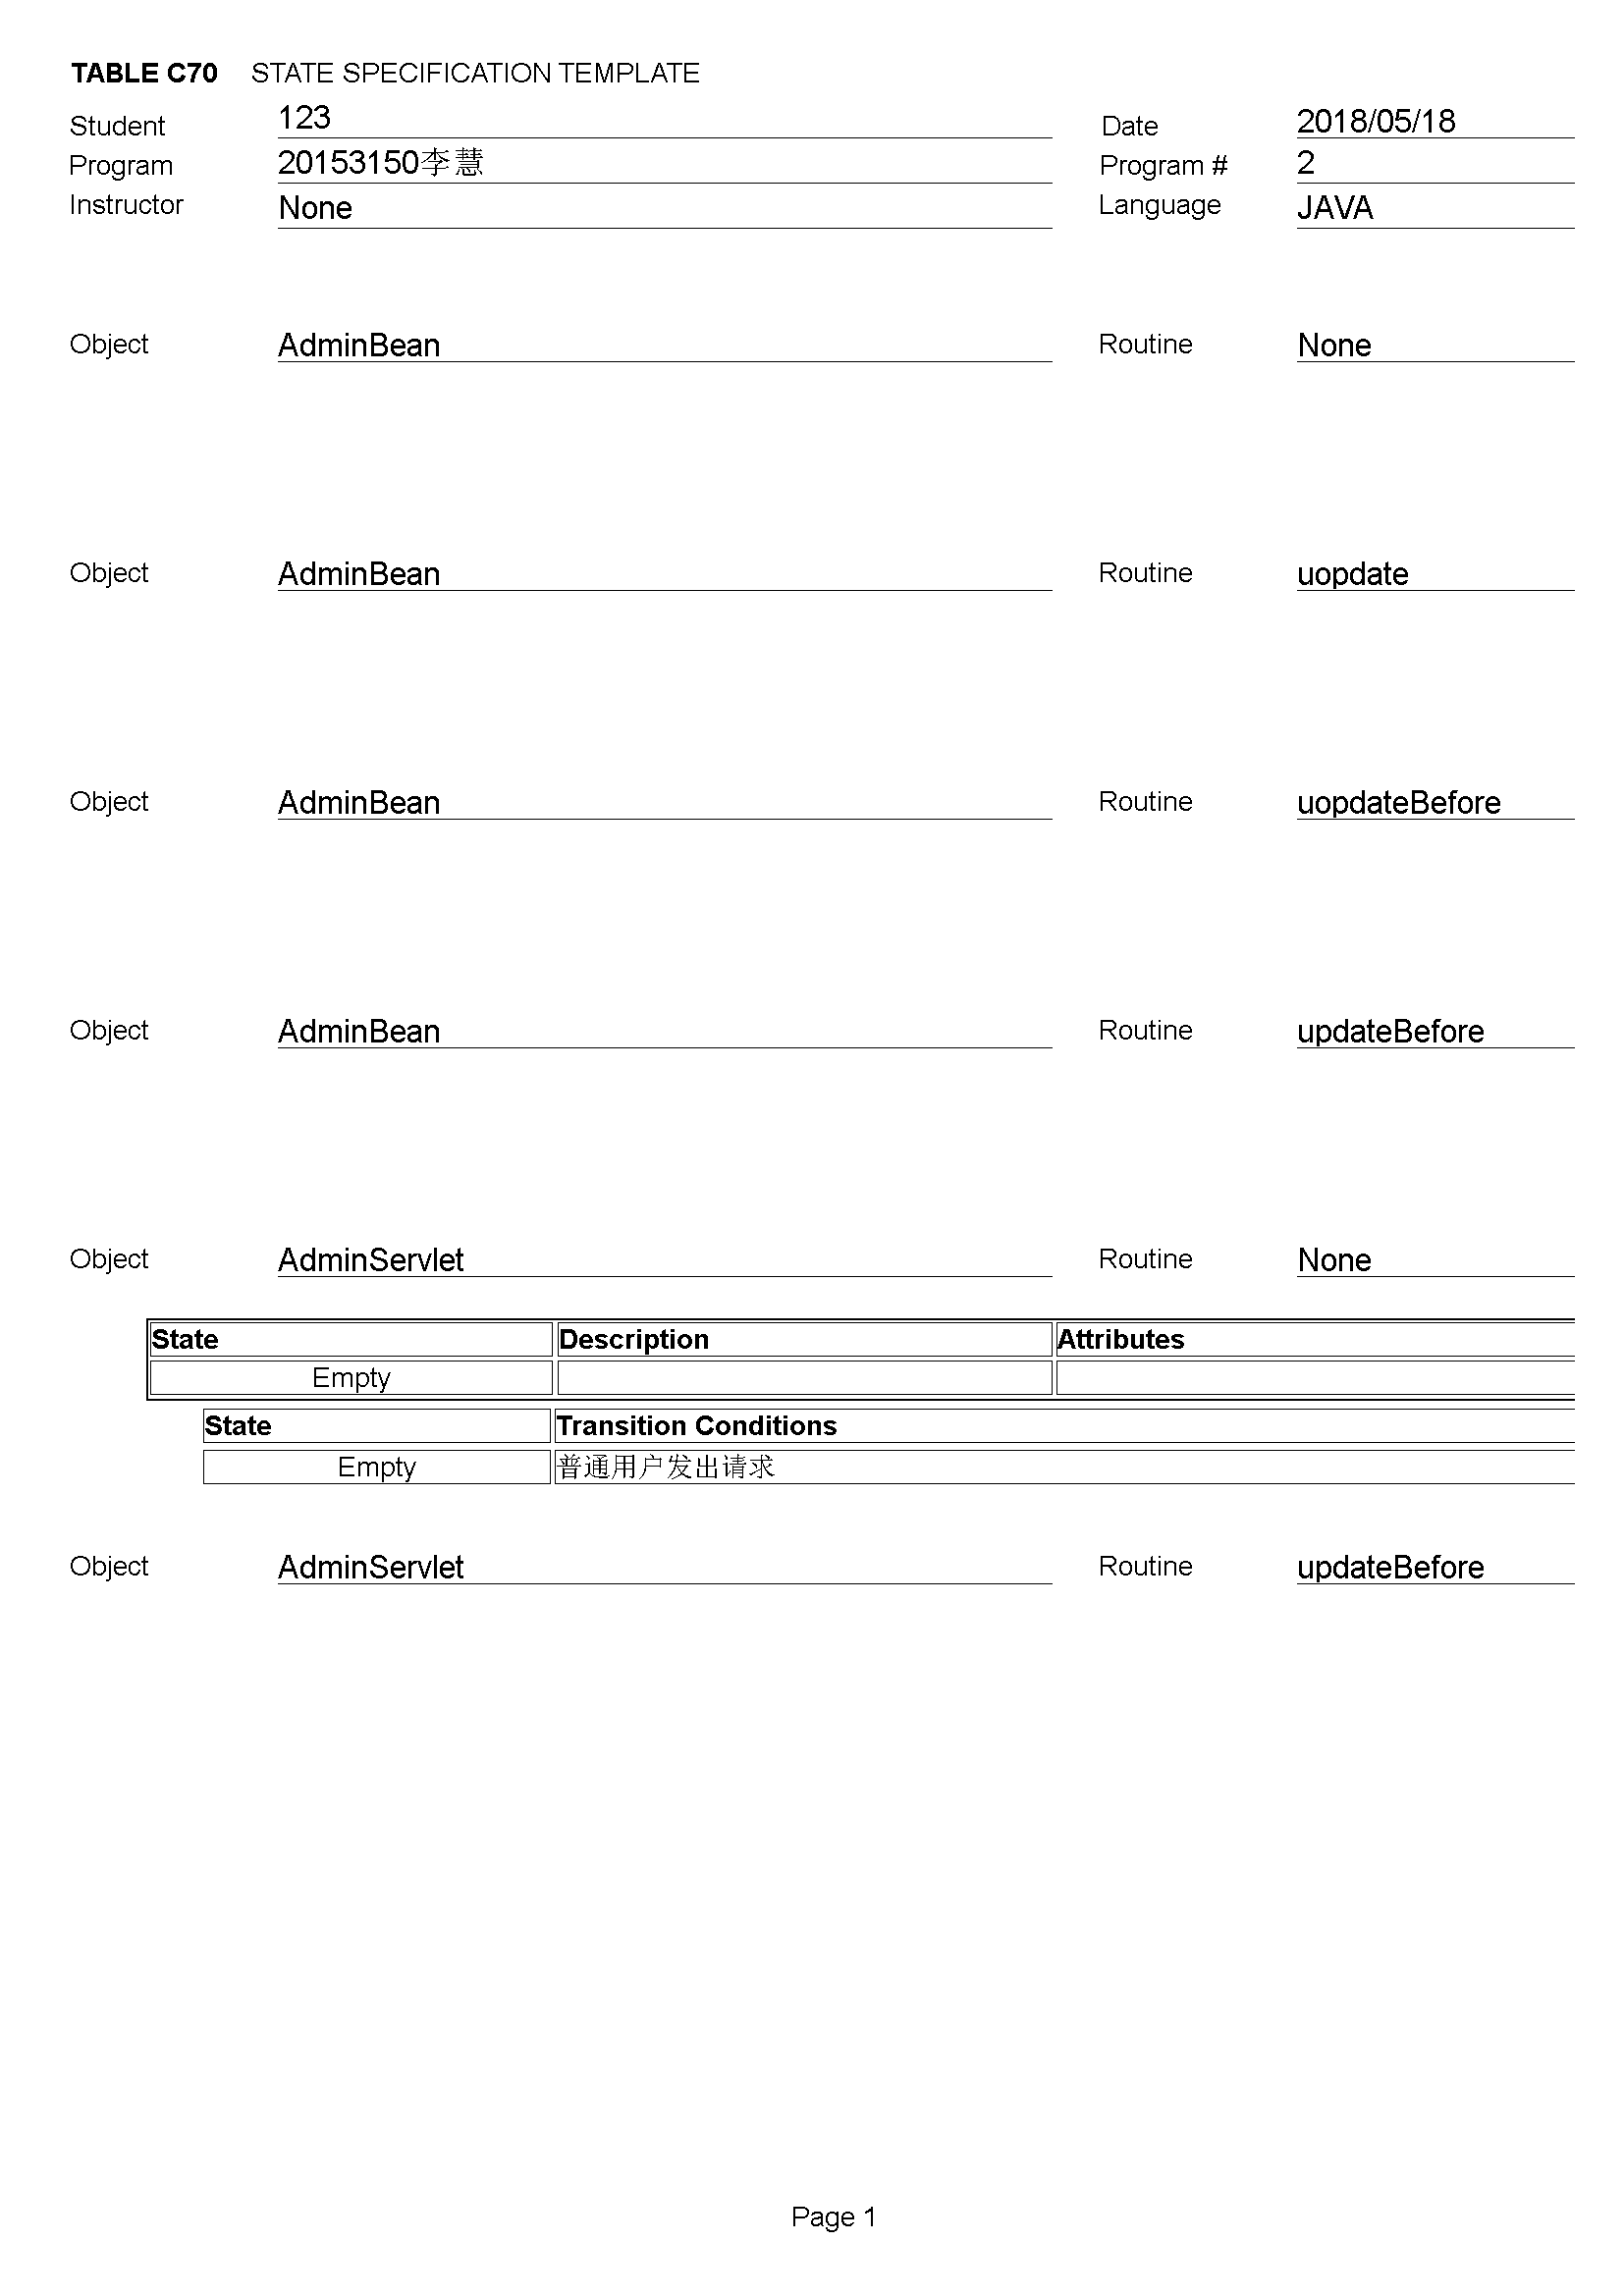 TABLE C70 STATE SPECIFICATION TEMPLATE
Student 123 Date 2018/05/18
Program 20153150李慧 Program # 2
Instructor None Language JAVA
Object AdminBean Routine None
Object AdminBean Routine uopdate
Object AdminBean Routine uopdateBefore
Object AdminBean Routine updateBefore
Object AdminServlet Routine None
State Description Attributes
Empty
State Transition Conditions
Empty 普通用户发出请求
Object AdminServlet Routine updateBefore
Page 1